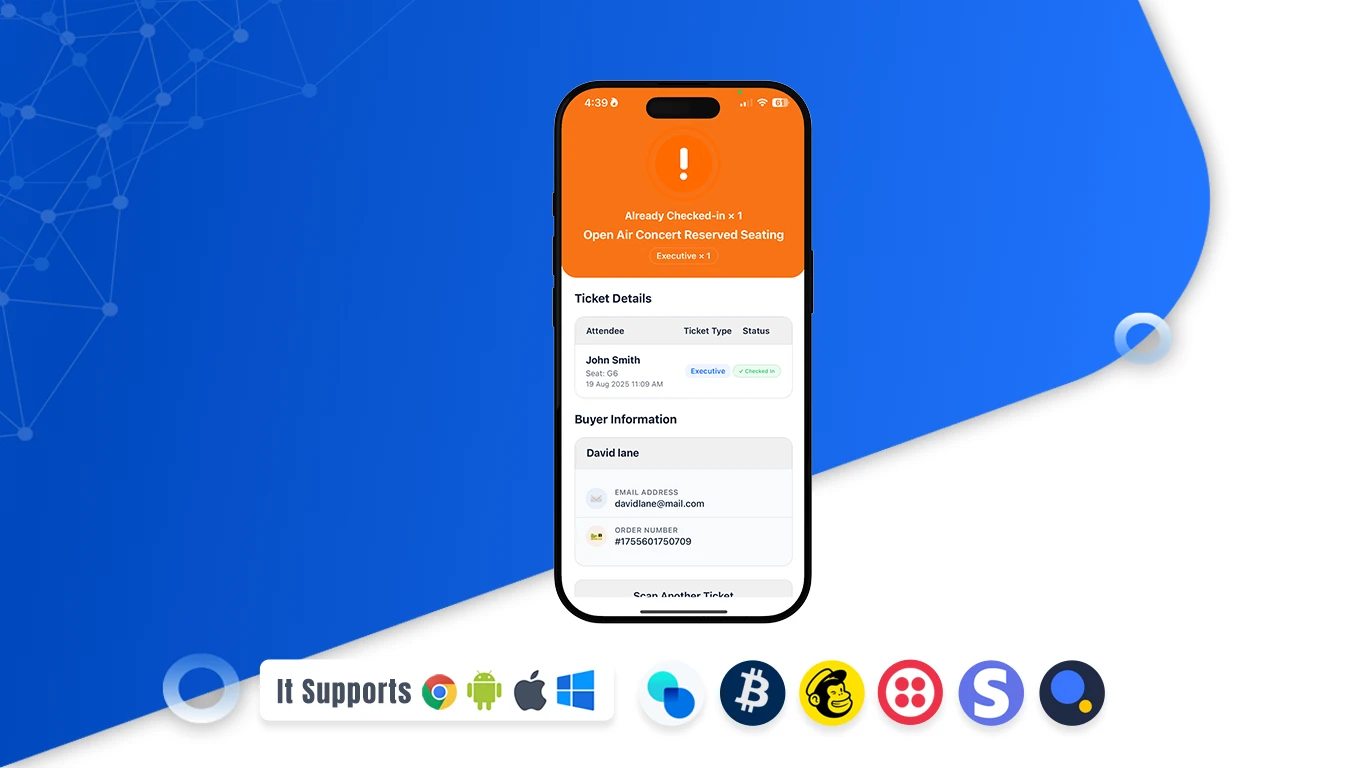 4:39
61
Already Checked-in × 1
Open Air Concert Reserved Seating
Executive × 1
Ticket Details
Attendee Ticket Type Status
John Smith
Seat: G6
19 Aug 2025 11:09 AM
Executive ✓ Checked In
Buyer Information
David lane
EMAIL ADDRESS
davidlane@mail.com
ORDER NUMBER
#1755601750709
Scan Another Ticket
It Supports